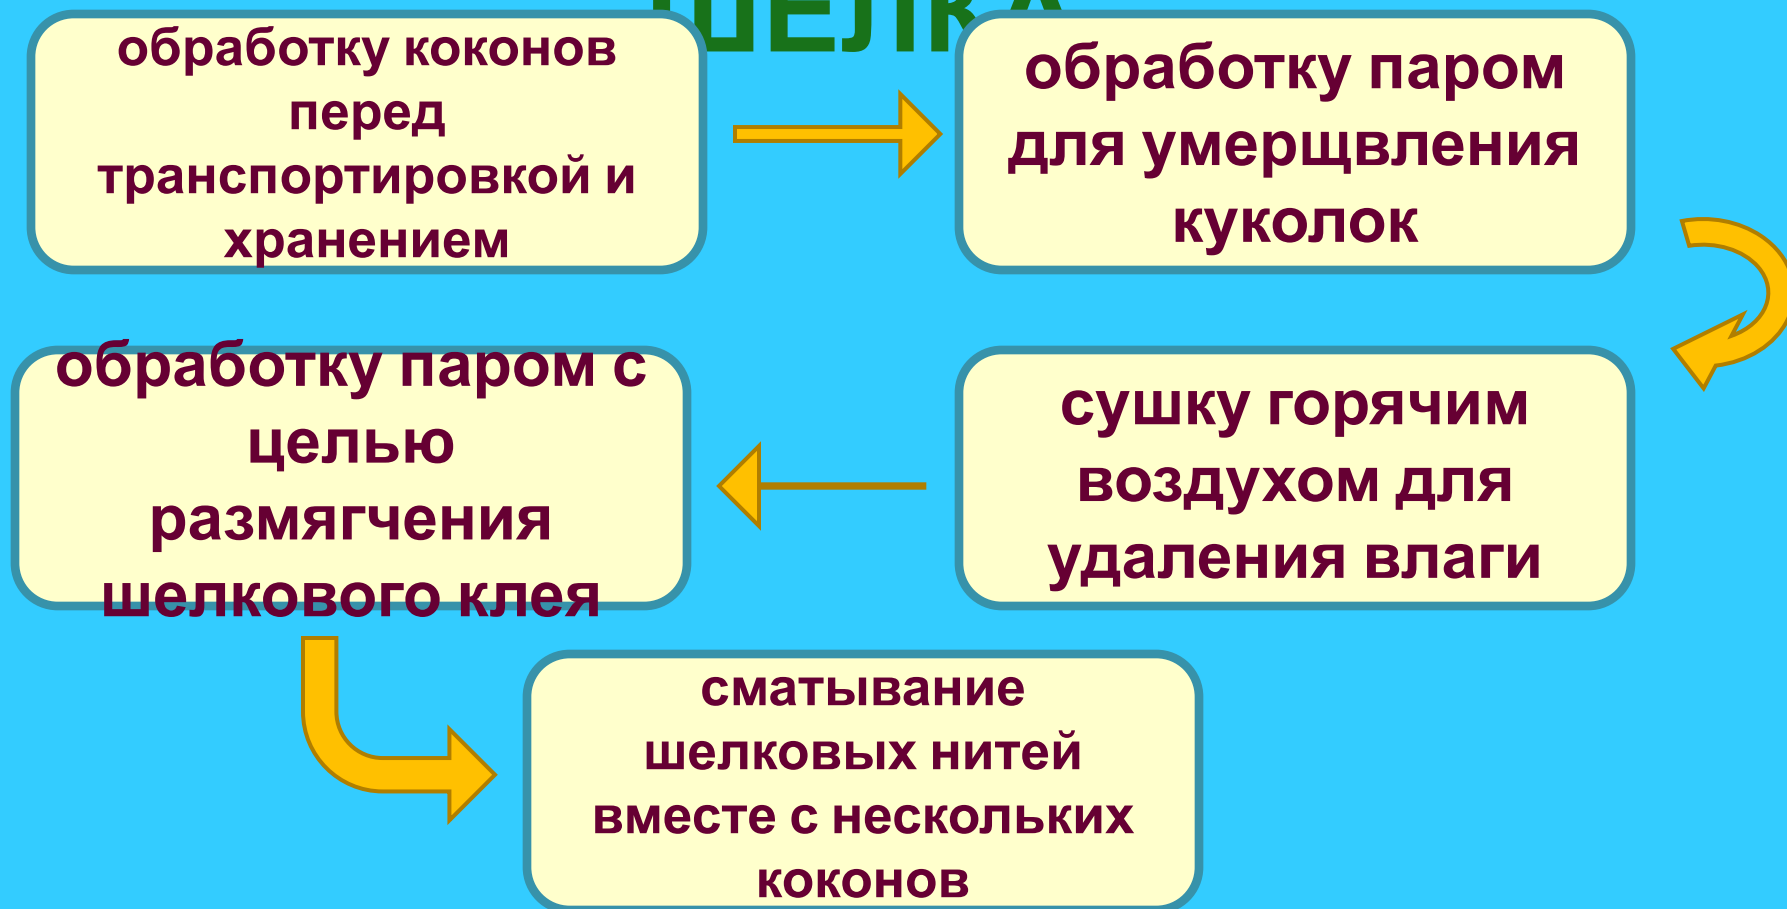 ШЕЛКА
обработку коконов
перед
транспортировкой и
хранением
обработку паром
для умерщвления
куколок
сушку горячим
воздухом для
удаления влаги
обработку паром с
целью
размягчения
шелкового клея
сматывание
шелковых нитей
вместе с нескольких
коконов